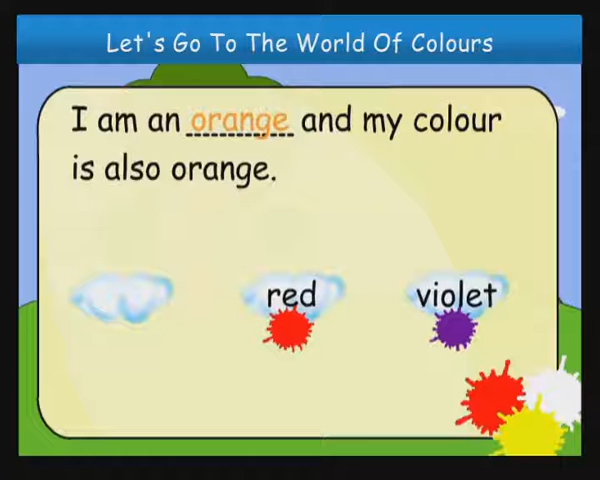 Let's Go To The World Of Colours
I am an orange and my colour
is also orange.
red violet